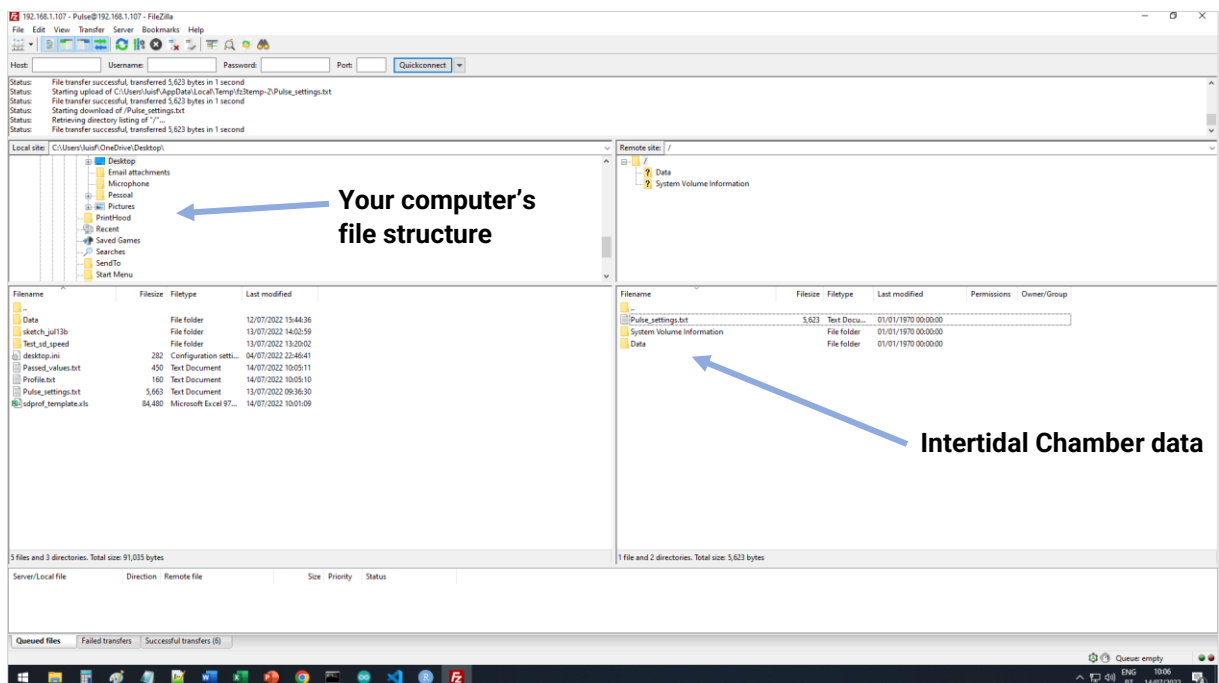 192.168.1.107 - Pulse@192.168.1.107 - FileZilla
File Edit View Transfer Server Bookmarks Help
Host: Username: Password: Port: Quickconnect
Status: File transfer successful, transferred 5,623 bytes in 1 second
Status: Starting upload of C:\Users\luisf\AppData\Local\Temp\fz3temp-2\Pulse_settings.txt
Status: File transfer successful, transferred 5,623 bytes in 1 second
Status: Starting download of /Pulse_settings.txt
Status: Retrieving directory listing of "/"...
Status: File transfer successful, transferred 5,623 bytes in 1 second
Local site: C:\Users\luisf\OneDrive\Desktop\
Desktop
Email attachments
Microphone
Pessoal
Pictures
PrintHood
Recent
Saved Games
Searches
SendTo
Start Menu
Your computer's
file structure
Remote site: /
/
Data
System Volume Information
Filename Filesize Filetype Last modified
..
Data File folder 12/07/2022 15:44:36
sketch_jul13b File folder 13/07/2022 14:02:59
Test_sd_speed File folder 13/07/2022 13:20:02
desktop.ini 282 Configuration setti... 04/07/2022 22:46:41
Passed_values.txt 450 Text Document 14/07/2022 10:05:11
Profile.txt 160 Text Document 14/07/2022 10:05:10
Pulse_settings.txt 5,663 Text Document 13/07/2022 09:36:30
sdprof_template.xls 84,480 Microsoft Excel 97... 14/07/2022 10:01:09
5 files and 3 directories. Total size: 91,035 bytes
Filename Filesize Filetype Last modified Permissions Owner/Group
..
Pulse_settings.txt 5,623 Text Docu... 01/01/1970 00:00:00
System Volume Information File folder 01/01/1970 00:00:00
Data File folder 01/01/1970 00:00:00
Intertidal Chamber data
1 file and 2 directories. Total size: 5,623 bytes
Server/Local file Direction Remote file Size Priority Status
Queued files Failed transfers Successful transfers (6)
Queue: empty
ENG 10:06
PT 14/07/2022